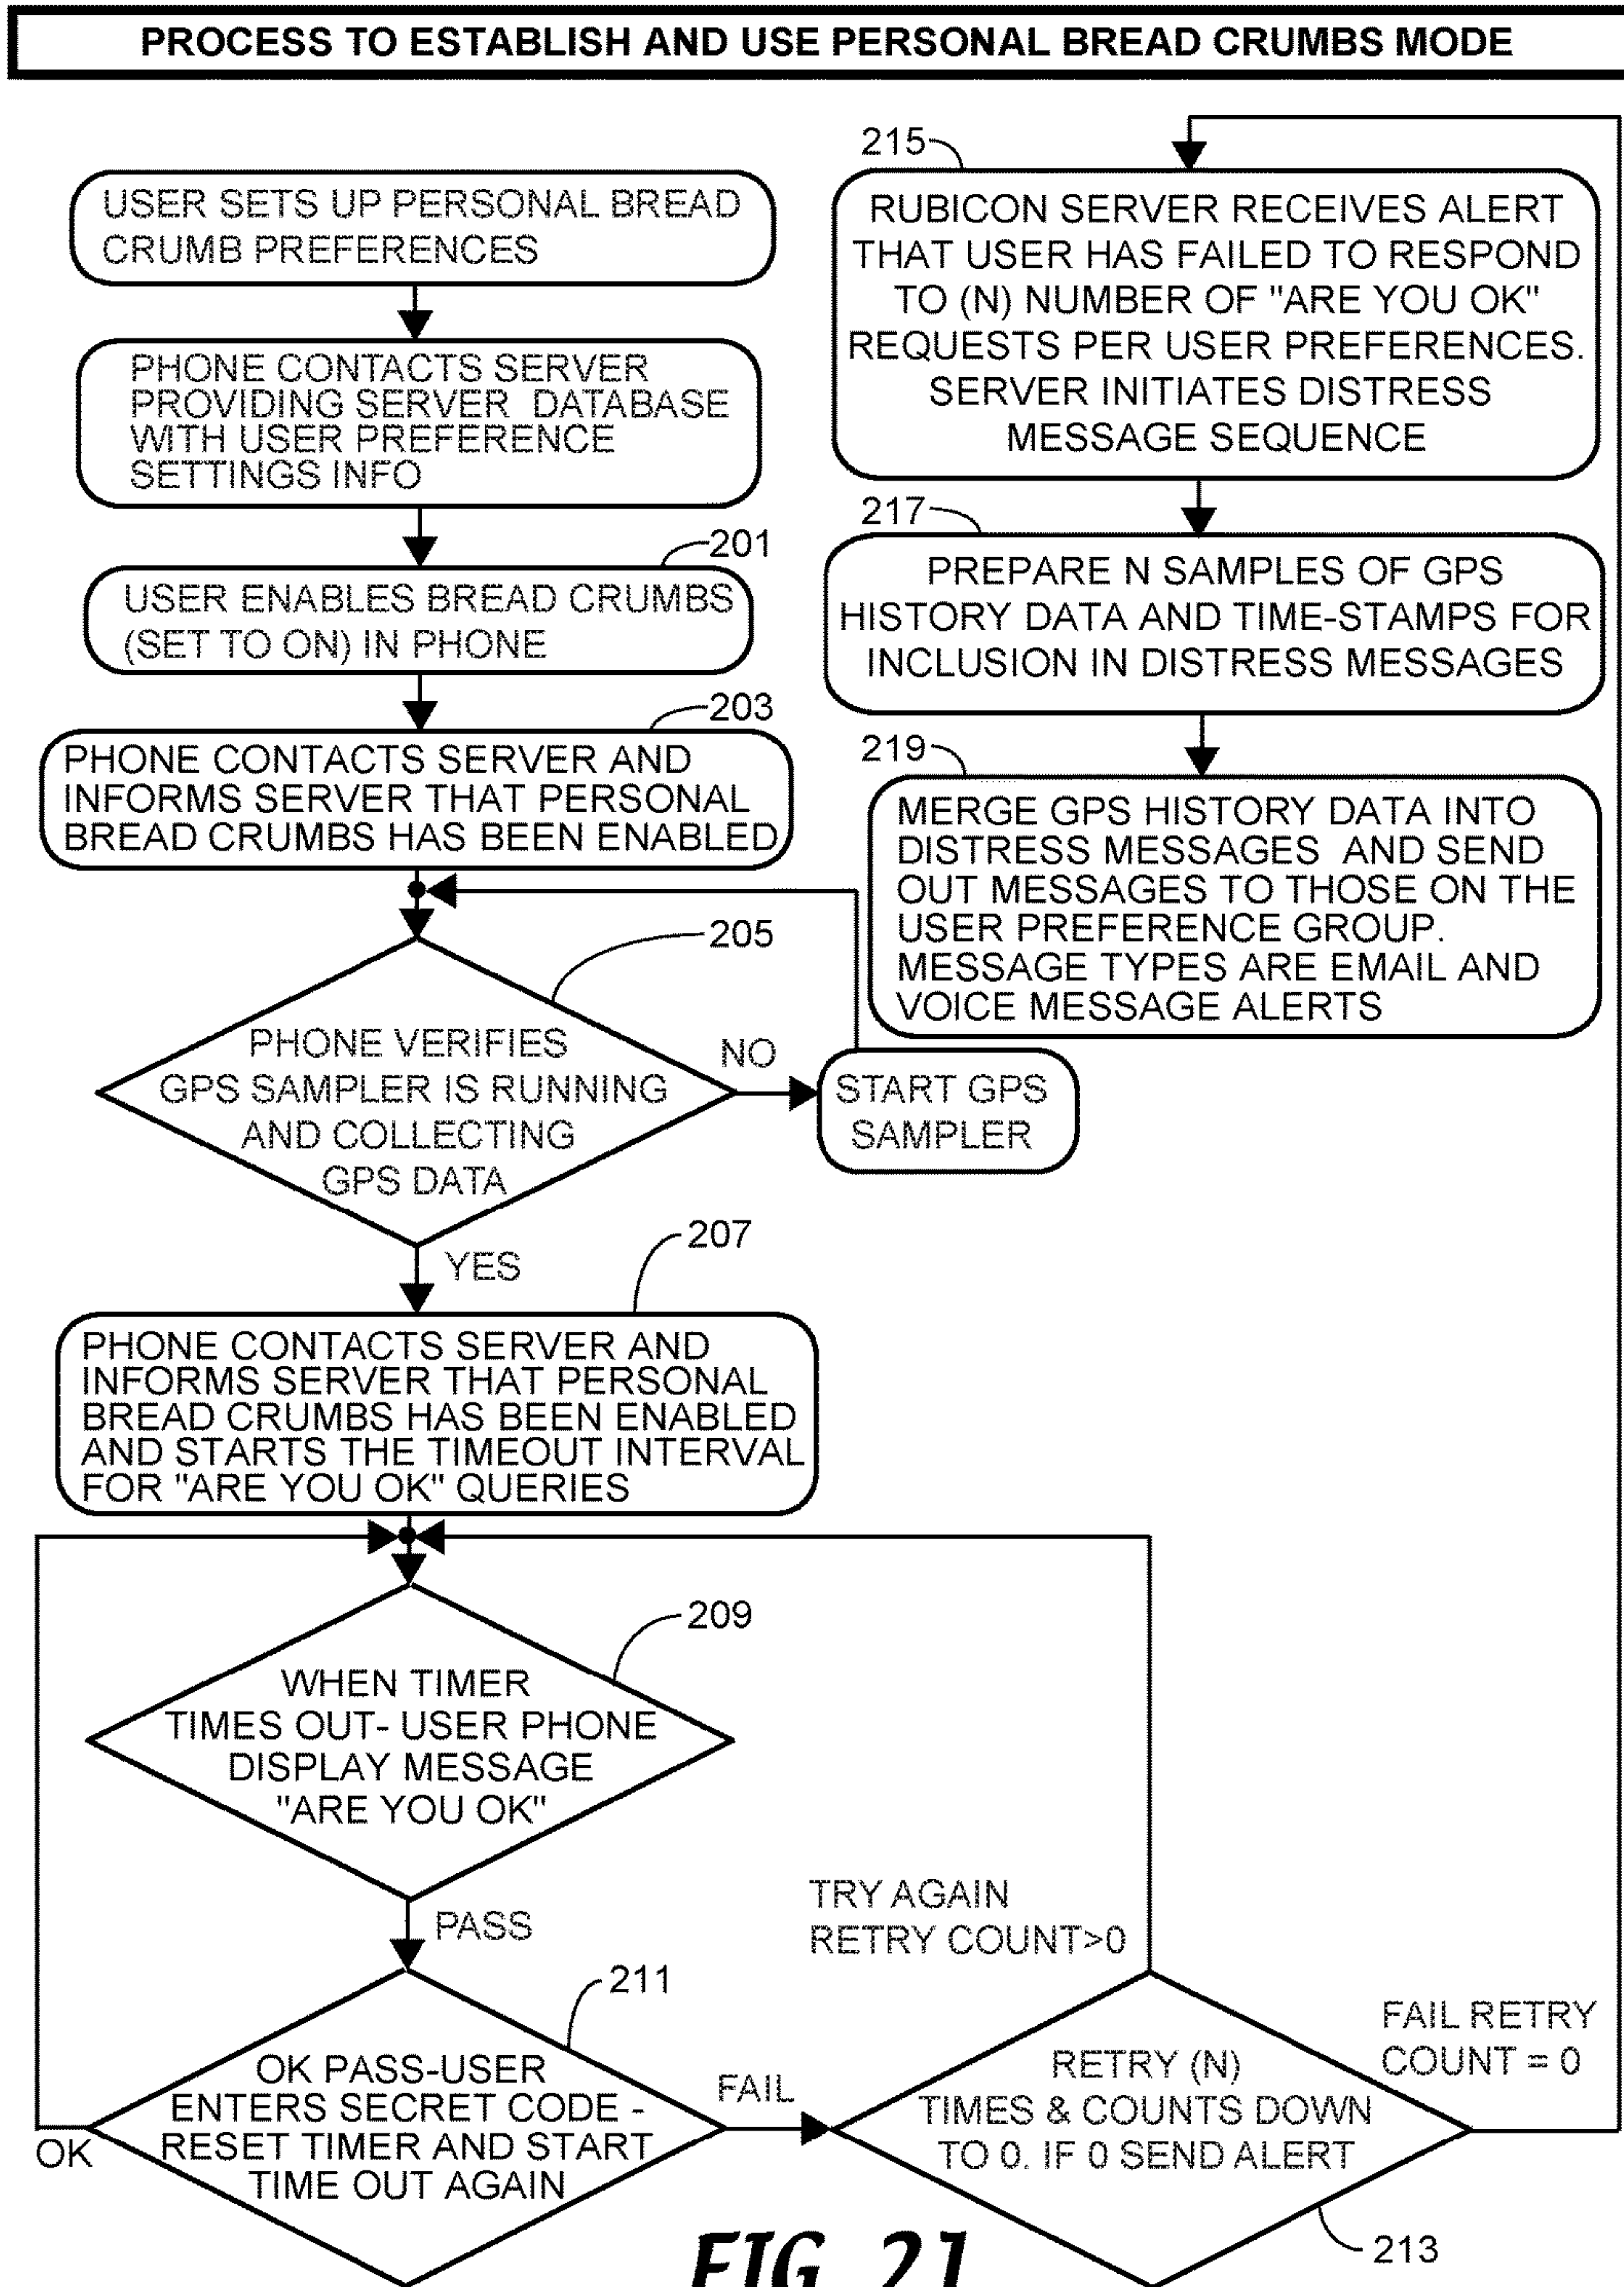 PROCESS TO ESTABLISH AND USE PERSONAL BREAD CRUMBS MODE
USER SETS UP PERSONAL BREAD
CRUMB PREFERENCES
PHONE CONTACTS SERVER
PROVIDING SERVER DATABASE
WITH USER PREFERENCE
SETTINGS INFO
201
USER ENABLES BREAD CRUMBS
(SET TO ON) IN PHONE
203
PHONE CONTACTS SERVER AND
INFORMS SERVER THAT PERSONAL
BREAD CRUMBS HAS BEEN ENABLED
205
PHONE VERIFIES
GPS SAMPLER IS RUNNING
AND COLLECTING
GPS DATA
NO
START GPS
SAMPLER
YES
207
PHONE CONTACTS SERVER AND
INFORMS SERVER THAT PERSONAL
BREAD CRUMBS HAS BEEN ENABLED
AND STARTS THE TIMEOUT INTERVAL
FOR "ARE YOU OK" QUERIES
209
WHEN TIMER
TIMES OUT- USER PHONE
DISPLAY MESSAGE
"ARE YOU OK"
PASS
211
OK PASS-USER
ENTERS SECRET CODE -
RESET TIMER AND START
TIME OUT AGAIN
OK
FAIL
TRY AGAIN
RETRY COUNT>0
RETRY (N)
TIMES & COUNTS DOWN
TO 0. IF 0 SEND ALERT
213
FAIL RETRY
COUNT = 0
215
RUBICON SERVER RECEIVES ALERT
THAT USER HAS FAILED TO RESPOND
TO (N) NUMBER OF "ARE YOU OK"
REQUESTS PER USER PREFERENCES.
SERVER INITIATES DISTRESS
MESSAGE SEQUENCE
217
PREPARE N SAMPLES OF GPS
HISTORY DATA AND TIME-STAMPS FOR
INCLUSION IN DISTRESS MESSAGES
219
MERGE GPS HISTORY DATA INTO
DISTRESS MESSAGES AND SEND
OUT MESSAGES TO THOSE ON THE
USER PREFERENCE GROUP.
MESSAGE TYPES ARE EMAIL AND
VOICE MESSAGE ALERTS
FIG 21